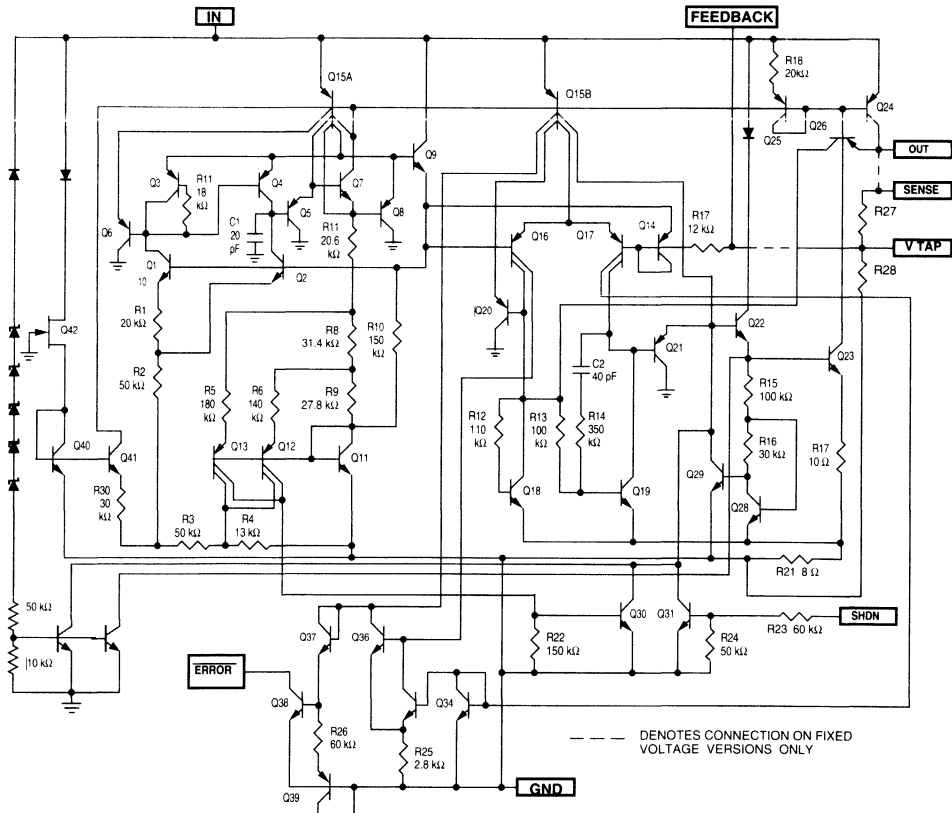 IN
FEEDBACK
R18
20kΩ
Q15A
Q15B
Q24
Q25
Q26
OUT
Q9
Q3
R11
18
kΩ
Q4
Q7
Q5
Q8
SENSE
C1
20
pF
R11
20.6
kΩ
Q6
Q16
Q17
Q14
R17
12 kΩ
R27
V TAP
R28
Q1
10
Q2
R1
20 kΩ
Q20
Q42
R8
31.4 kΩ
R10
150
kΩ
Q21
Q22
Q23
R2
50 kΩ
C2
40 pF
R5
180
kΩ
R6
140
kΩ
R9
27.8 kΩ
R15
100 kΩ
R12
110
kΩ
R13
100
kΩ
R14
350
kΩ
R16
30 kΩ
R17
10 Ω
Q40
Q41
Q13
Q12
Q11
Q18
Q19
Q29
Q28
R30
30
kΩ
R3
50 kΩ
R4
13 kΩ
R21 8 Ω
50 kΩ
10 kΩ
Q37
Q36
Q30
Q31
R22
150 kΩ
R24
50 kΩ
R23 60 kΩ
SHDN
ERROR
Q38
Q34
R26
60 kΩ
R25
2.8 kΩ
DENOTES CONNECTION ON FIXED
VOLTAGE VERSIONS ONLY
Q39
GND